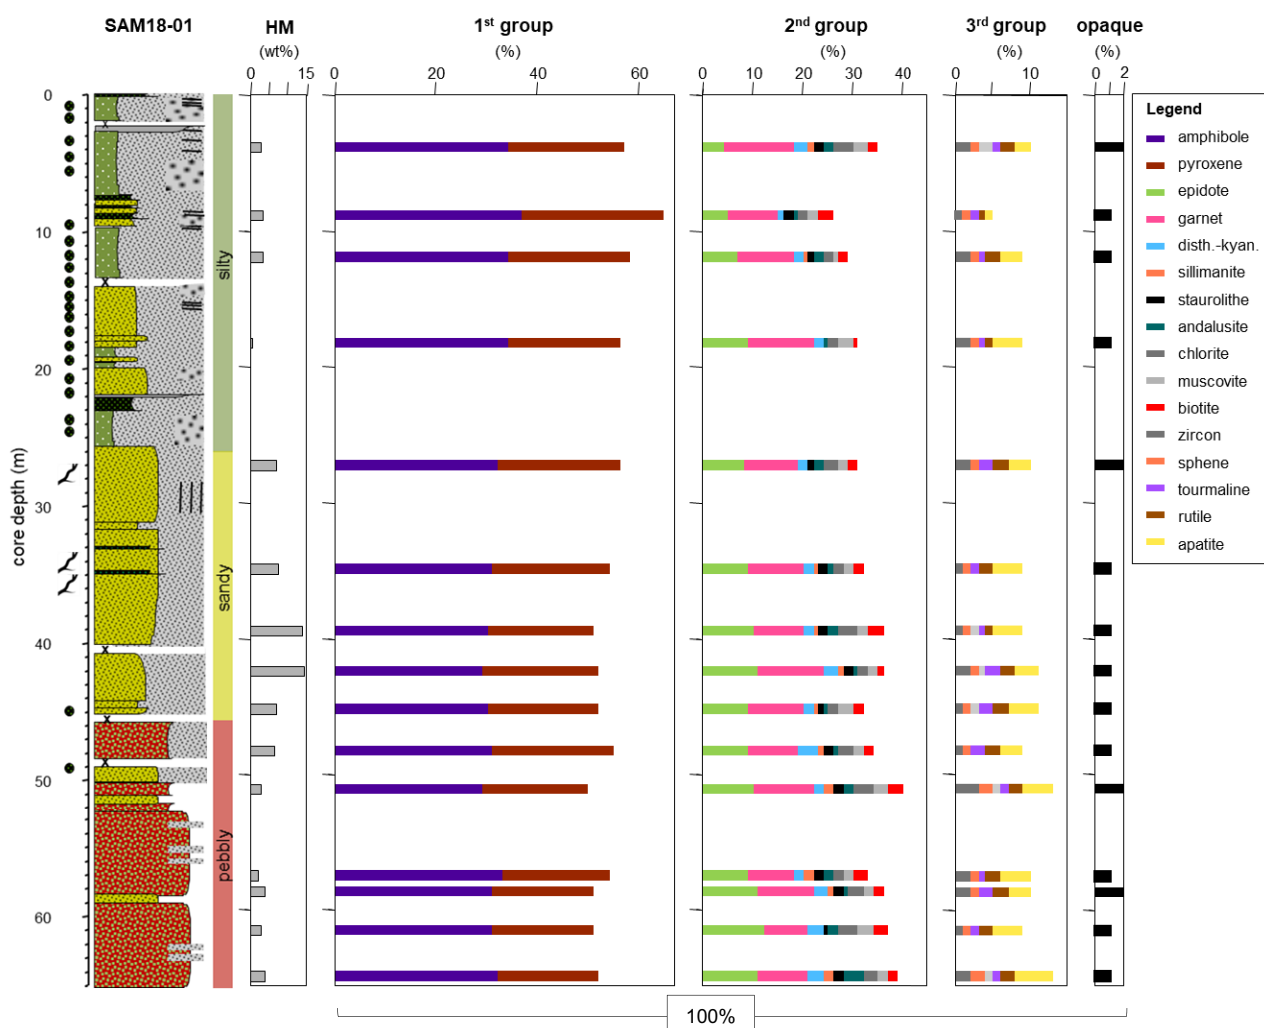 SAM18-01
HM
(wt%)
1st group
(%)
2nd group
(%)
3rd group
(%)
opaque
(%)
0 15
0 20 40 60
0 10 20 30 40
0 10
0 2
core depth (m)
0
10
20
30
40
50
60
silty
sandy
pebbly
x
x
x
x
x
Legend
amphibole
pyroxene
epidote
garnet
disth.-kyan.
sillimanite
staurolithe
andalusite
chlorite
muscovite
biotite
zircon
sphene
tourmaline
rutile
apatite
100%